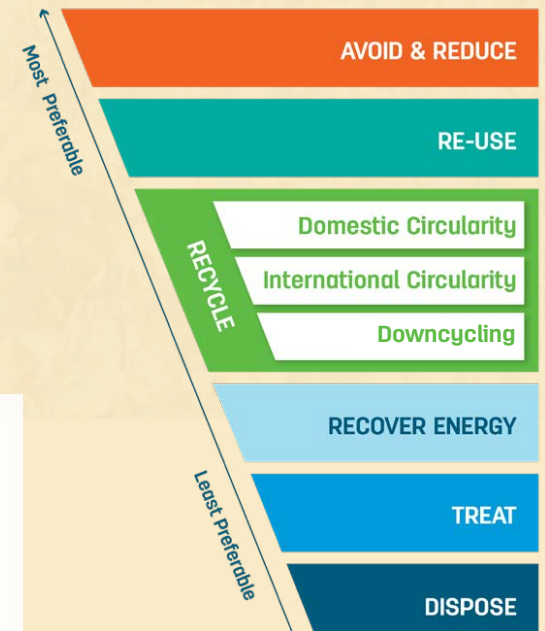 Most Preferable
AVOID & REDUCE
RE-USE
RECYCLE
Domestic Circularity
International Circularity
Downcycling
RECOVER ENERGY
Least Preferable
TREAT
DISPOSE